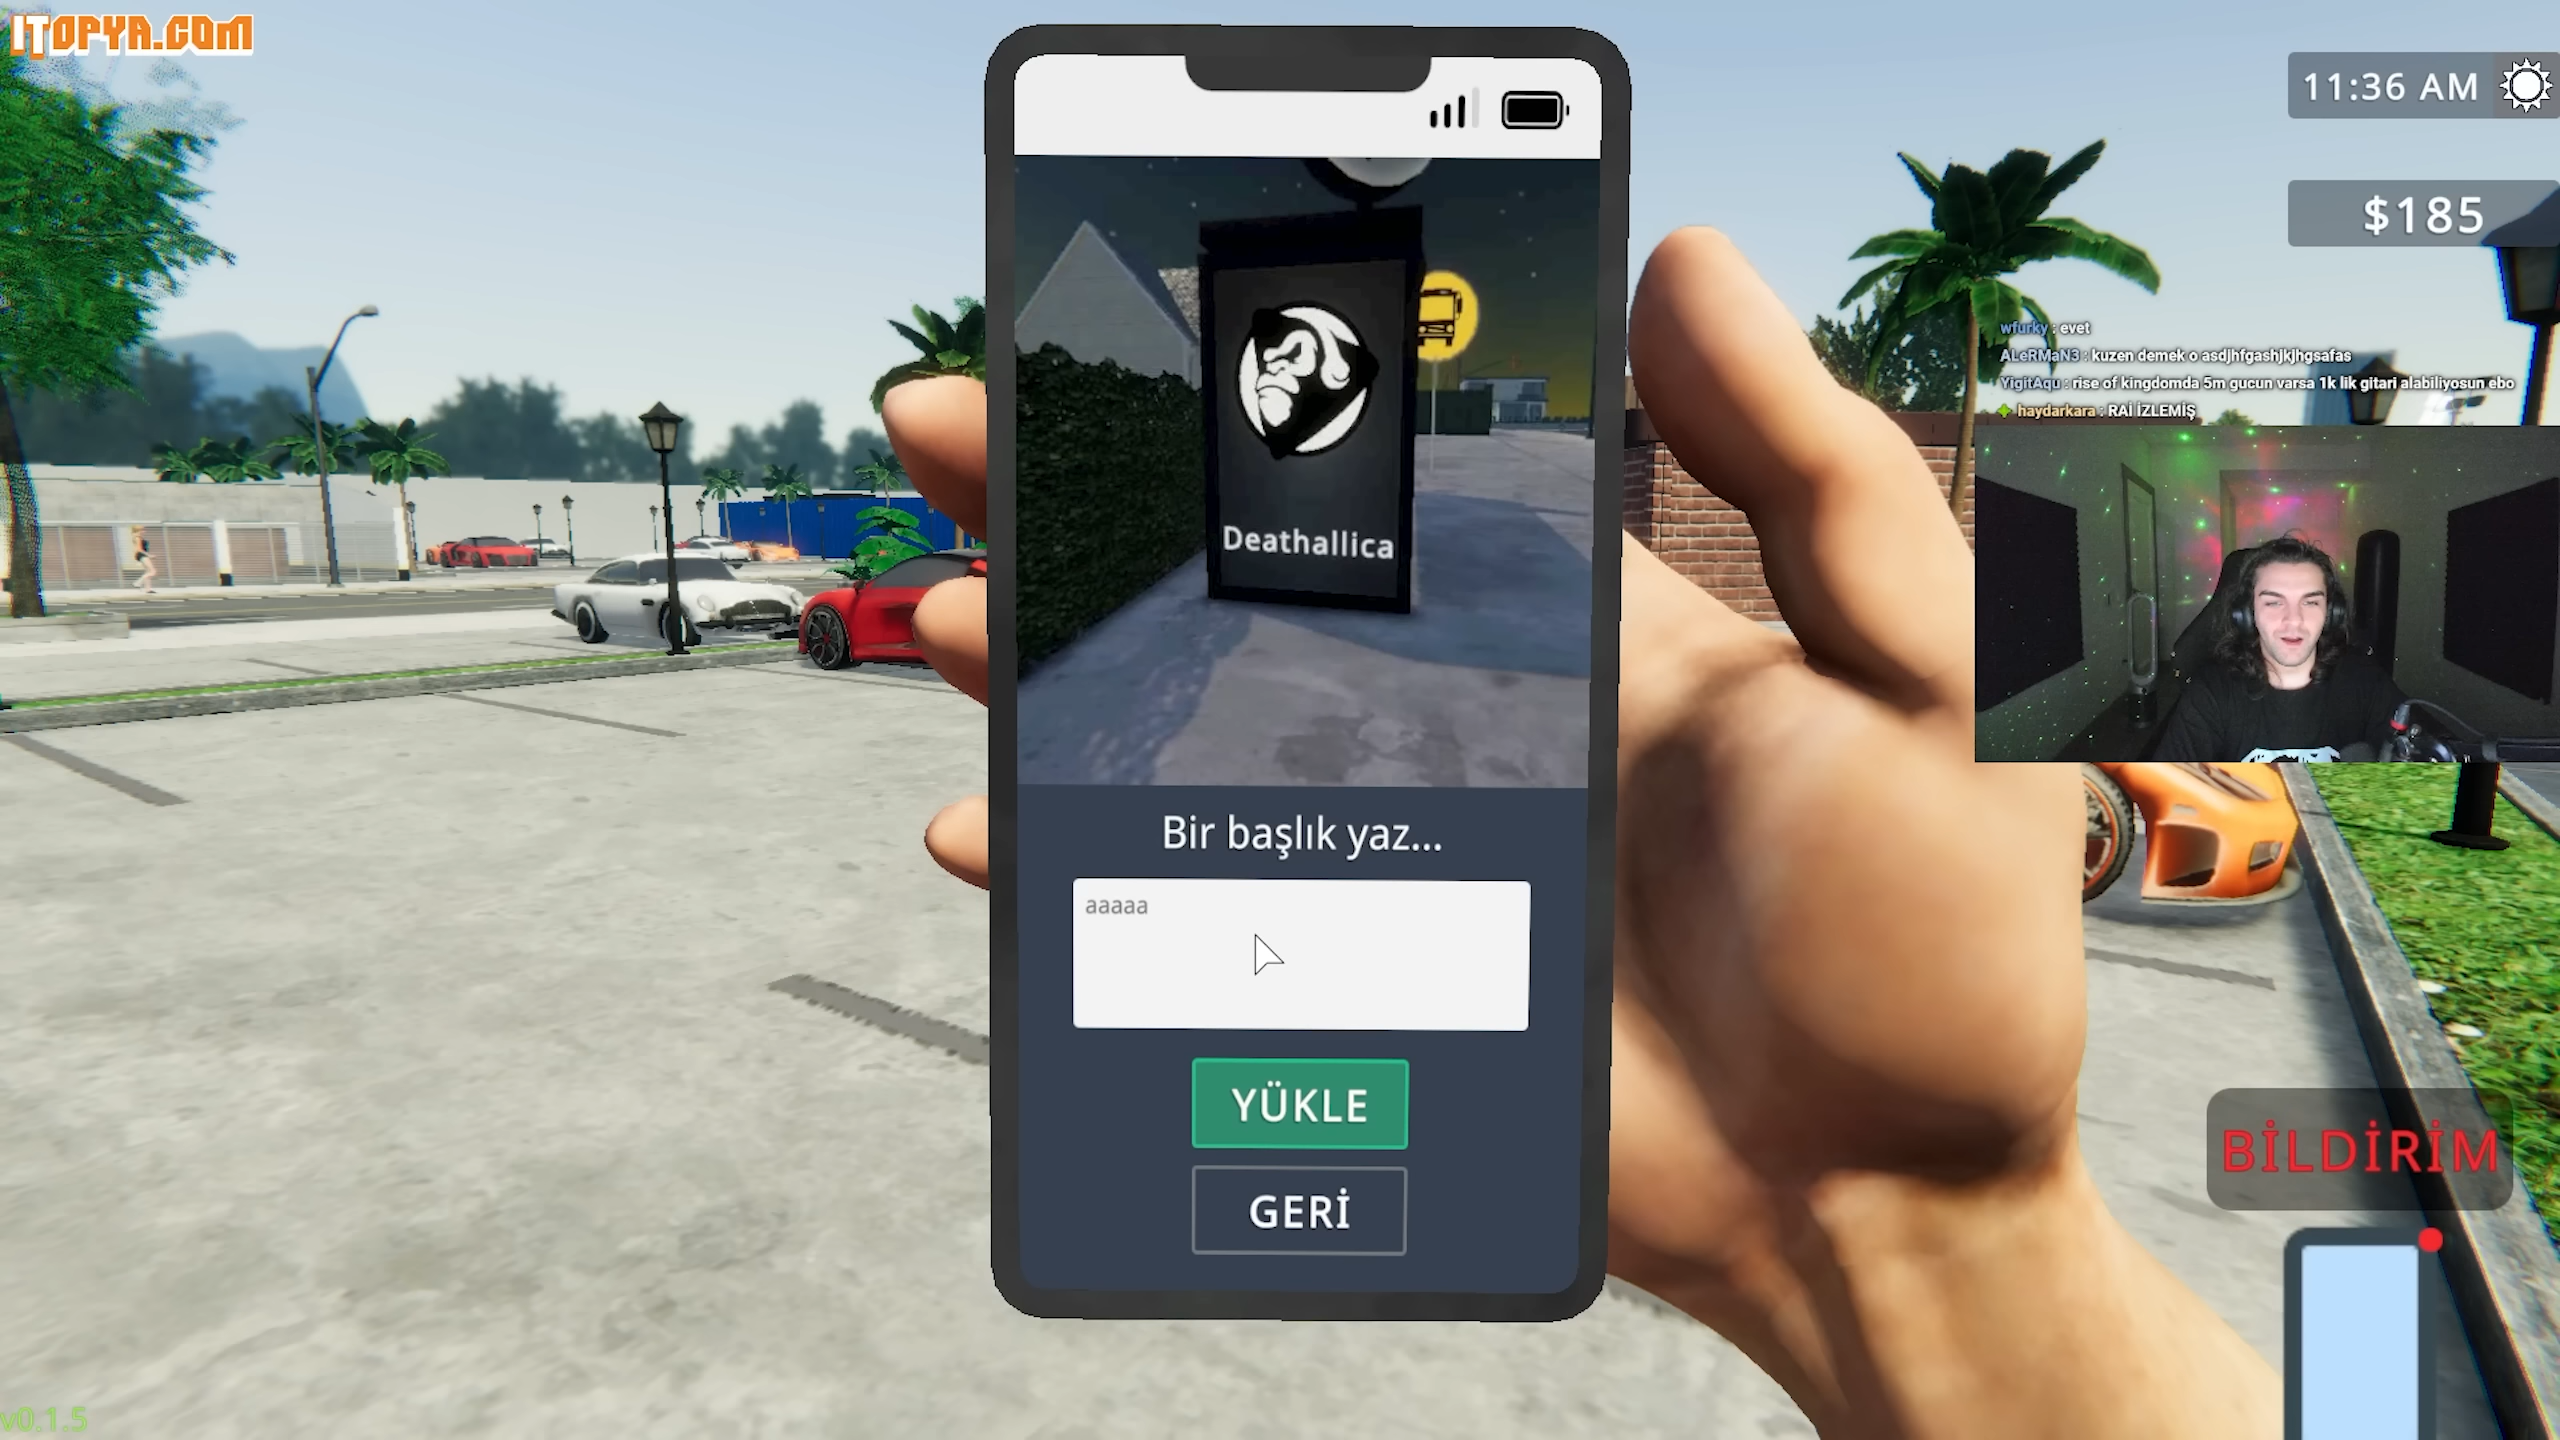 ITOPYA.COM
11:36 AM
$185
wfurky : evet
ALeRMaN3 : kuzen demek o asdjhfgashjkjhgsafas
YigitAqu : rise of kingdomda 5m gucun varsa 1k lik gitari alabiliyosun ebo
haydarkara : RAİ İZLEMİŞ
Deathallica
Bir başlık yaz...
aaaaa
YÜKLE
GERİ
BİLDİRİM
v0.1.5